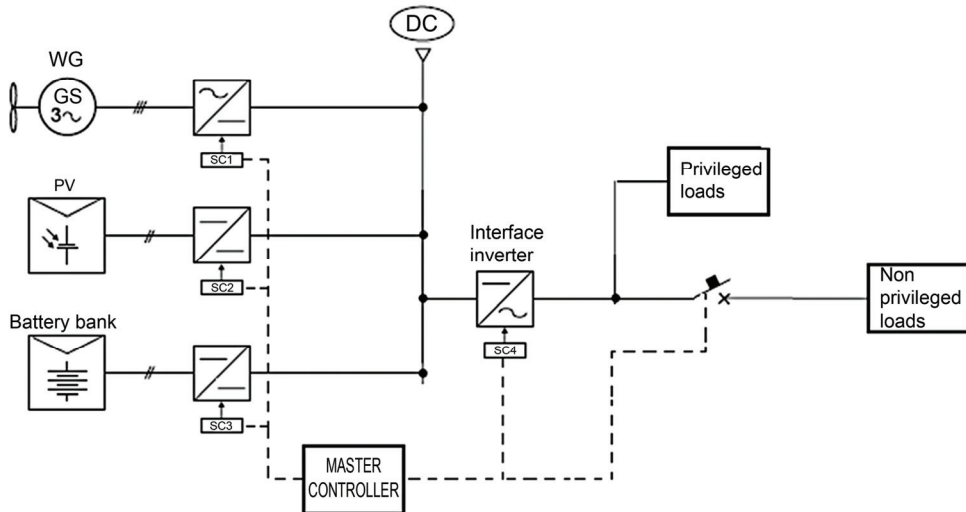 DC
WG
GS
3~
SC1
PV
SC2
Battery bank
SC3
Interface
inverter
SC4
Privileged
loads
Non
privileged
loads
MASTER
CONTROLLER